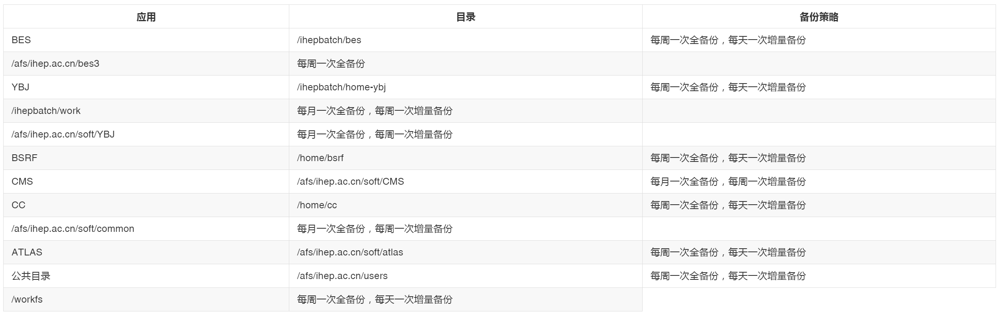 应用 目录 备份策略
BES /ihepbatch/bes 每周一次全备份，每天一次增量备份
/afs/ihep.ac.cn/bes3 每周一次全备份
YBJ /ihepbatch/home-ybj 每周一次全备份，每天一次增量备份
/ihepbatch/work 每月一次全备份，每周一次增量备份
/afs/ihep.ac.cn/soft/YBJ 每月一次全备份，每周一次增量备份
BSRF /home/bsrf 每周一次全备份，每天一次增量备份
CMS /afs/ihep.ac.cn/soft/CMS 每月一次全备份，每周一次增量备份
CC /home/cc 每周一次全备份，每天一次增量备份
/afs/ihep.ac.cn/soft/common 每月一次全备份，每周一次增量备份
ATLAS /afs/ihep.ac.cn/soft/atlas 每周一次全备份，每天一次增量备份
公共目录 /afs/ihep.ac.cn/users 每周一次全备份，每天一次增量备份
/workfs 每周一次全备份，每天一次增量备份